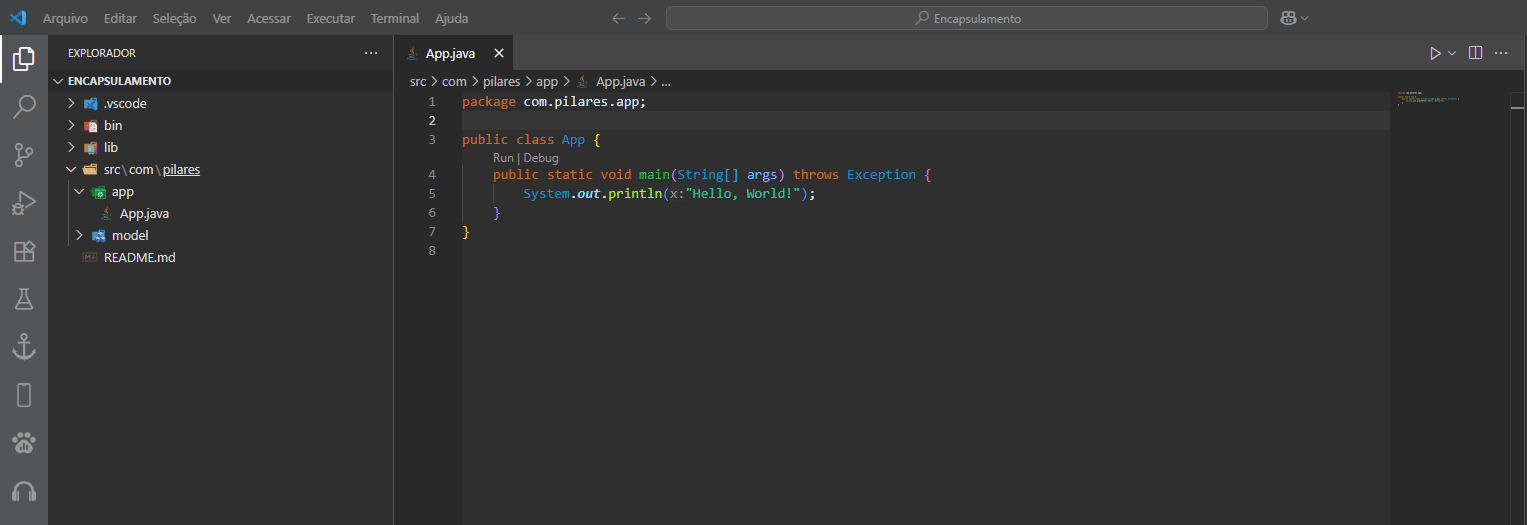 Arquivo Editar Seleção Ver Acessar Executar Terminal Ajuda
Encapsulamento
EXPLORADOR
ENCAPSULAMENTO
.vscode
bin
lib
src\com\pilares
app
App.java
model
README.md
App.java
src > com > pilares > app > App.java > ...
1 package com.pilares.app;
2
3 public class App {
Run | Debug
4 public static void main(String[] args) throws Exception {
5 System.out.println(x:"Hello, World!");
6 }
7 }
8